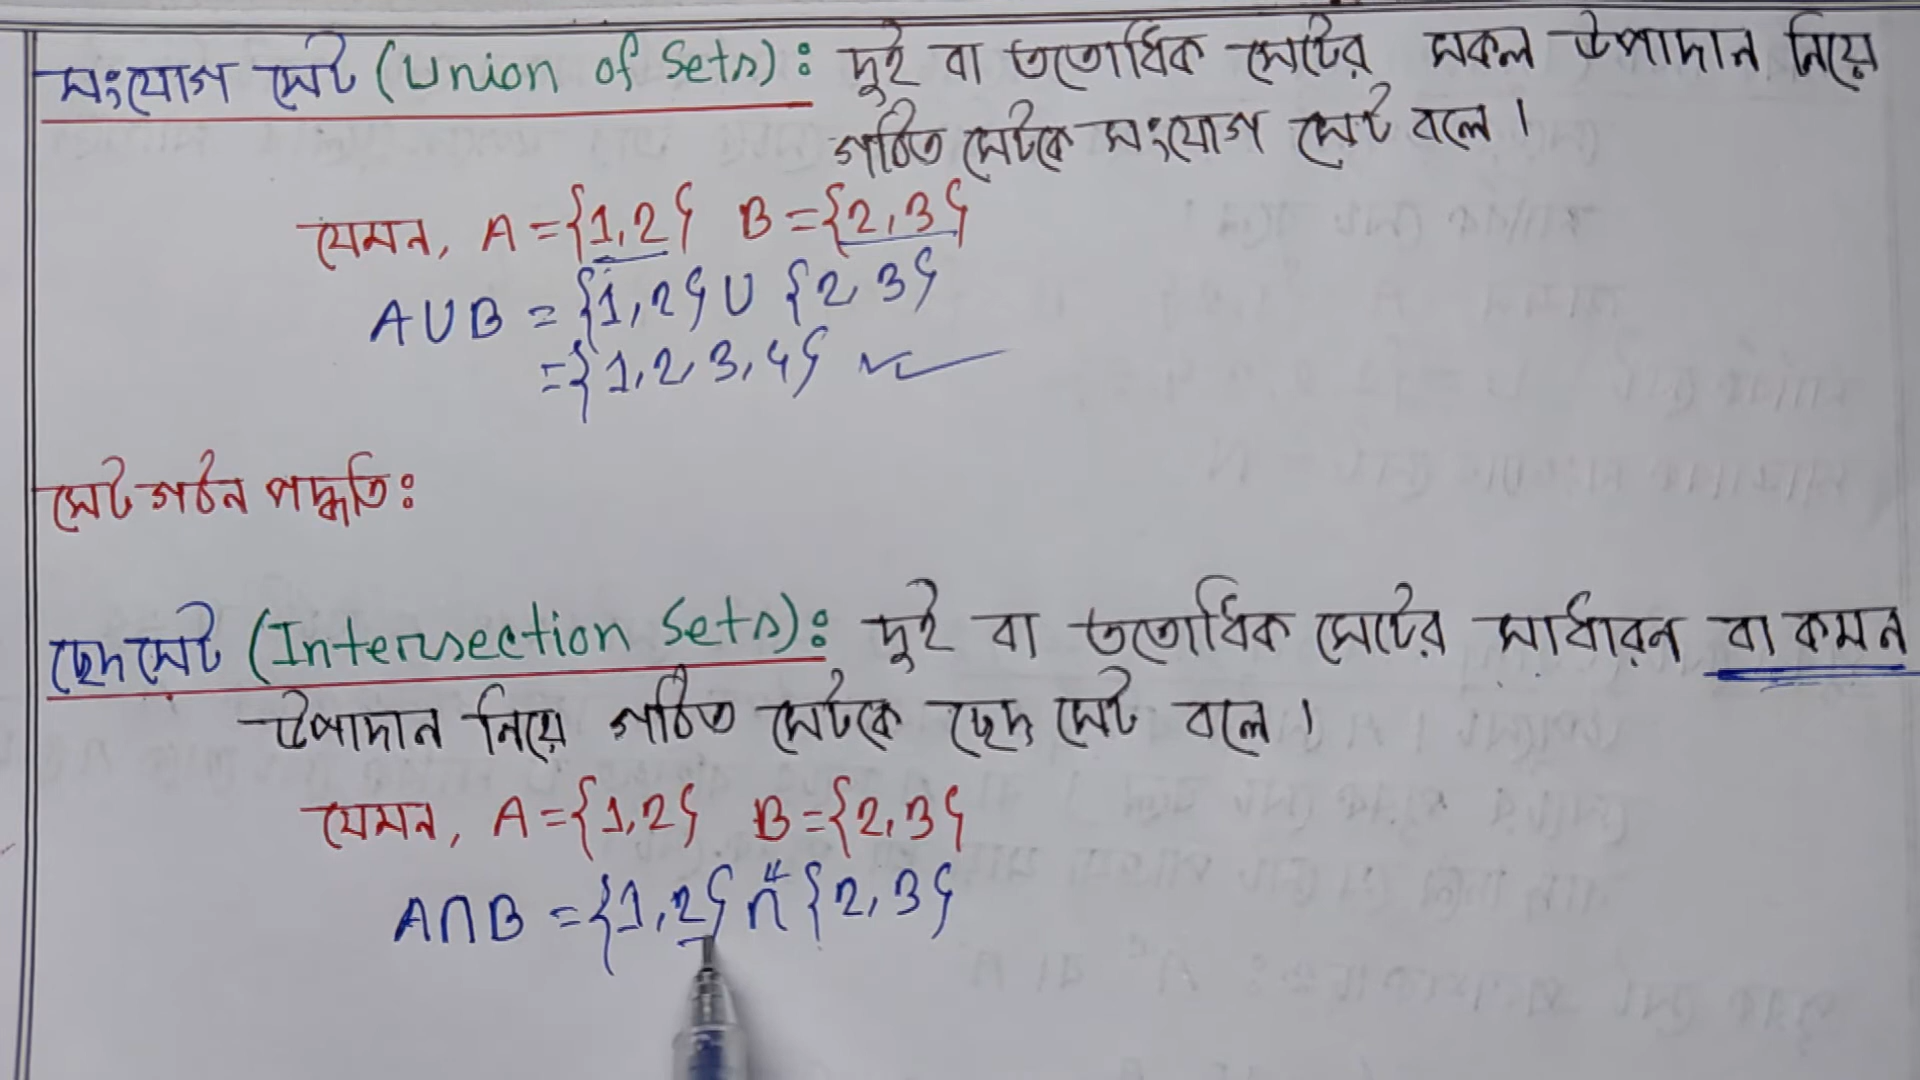 সংযোগ সেট (Union of Sets): দুই বা ততোধিক সেটের সকল উপাদান নিয়ে
গঠিত সেটকে সংযোগ সেট বলে।
যেমন, A = {1,2} B = {2,3}
A∪B = {1,2} ∪ {2,3}
= {1,2,3,4}
সেট গঠন পদ্ধতি:
ছেদ সেট (Intersection Sets): দুই বা ততোধিক সেটের সাধারন বা কমন
উপাদান নিয়ে গঠিত সেটকে ছেদ সেট বলে।
যেমন, A = {1,2} B = {2,3}
A∩B = {1,2} ∩ {2,3}